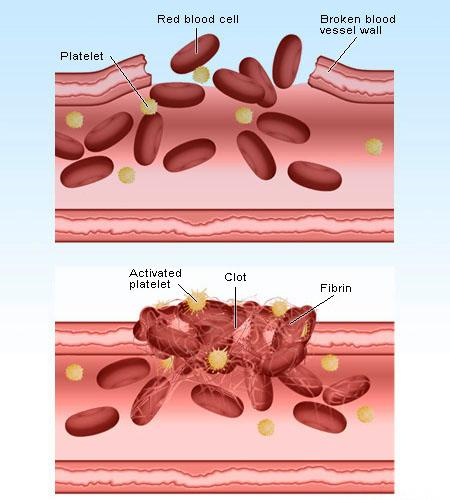 Red blood cell
Broken blood
vessel wall
Platelet
Activated
platelet
Clot
Fibrin